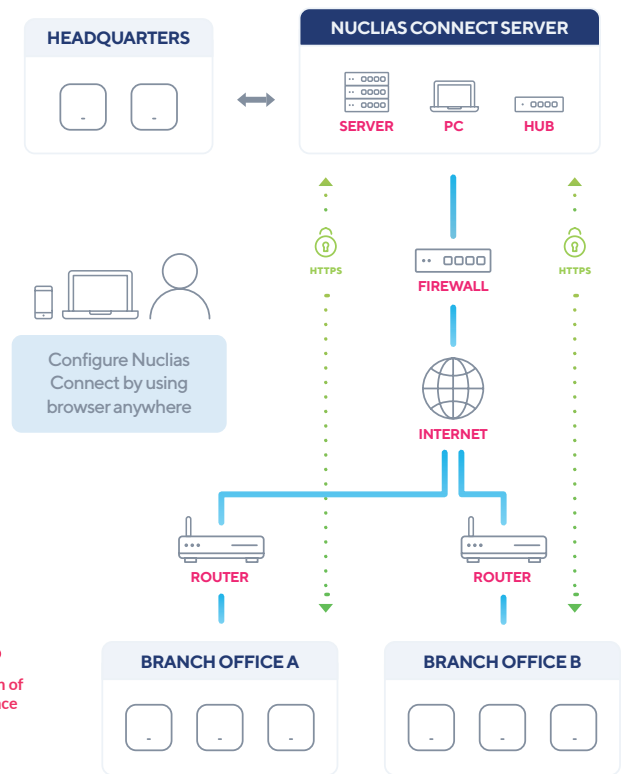 HEADQUARTERS
NUCLIAS CONNECT SERVER
SERVER
PC
HUB
HTTPS
HTTPS
FIREWALL
Configure Nuclias
Connect by using
browser anywhere
INTERNET
ROUTER
ROUTER
of
BRANCH OFFICE A
BRANCH OFFICE B